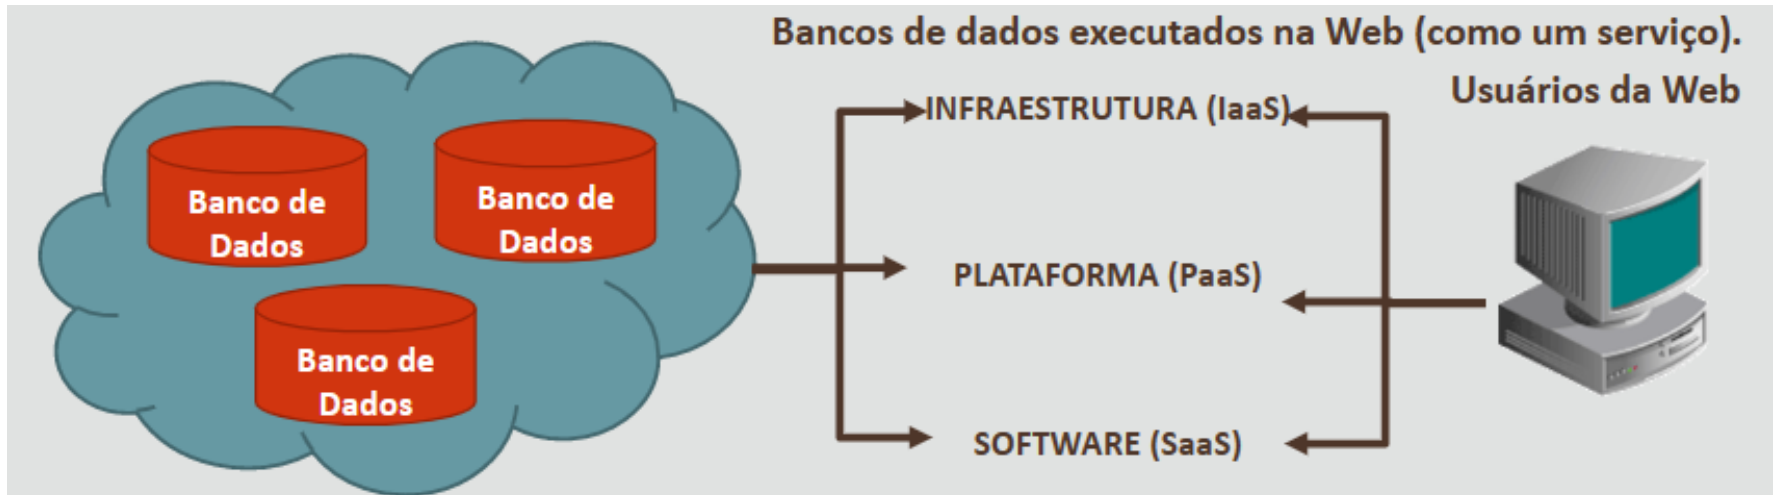 Bancos de dados executados na Web (como um serviço).
Usuários da Web
INFRAESTRUTURA (IaaS)
Banco de
Dados
Banco de
Dados
PLATAFORMA (PaaS)
Banco de
Dados
SOFTWARE (SaaS)